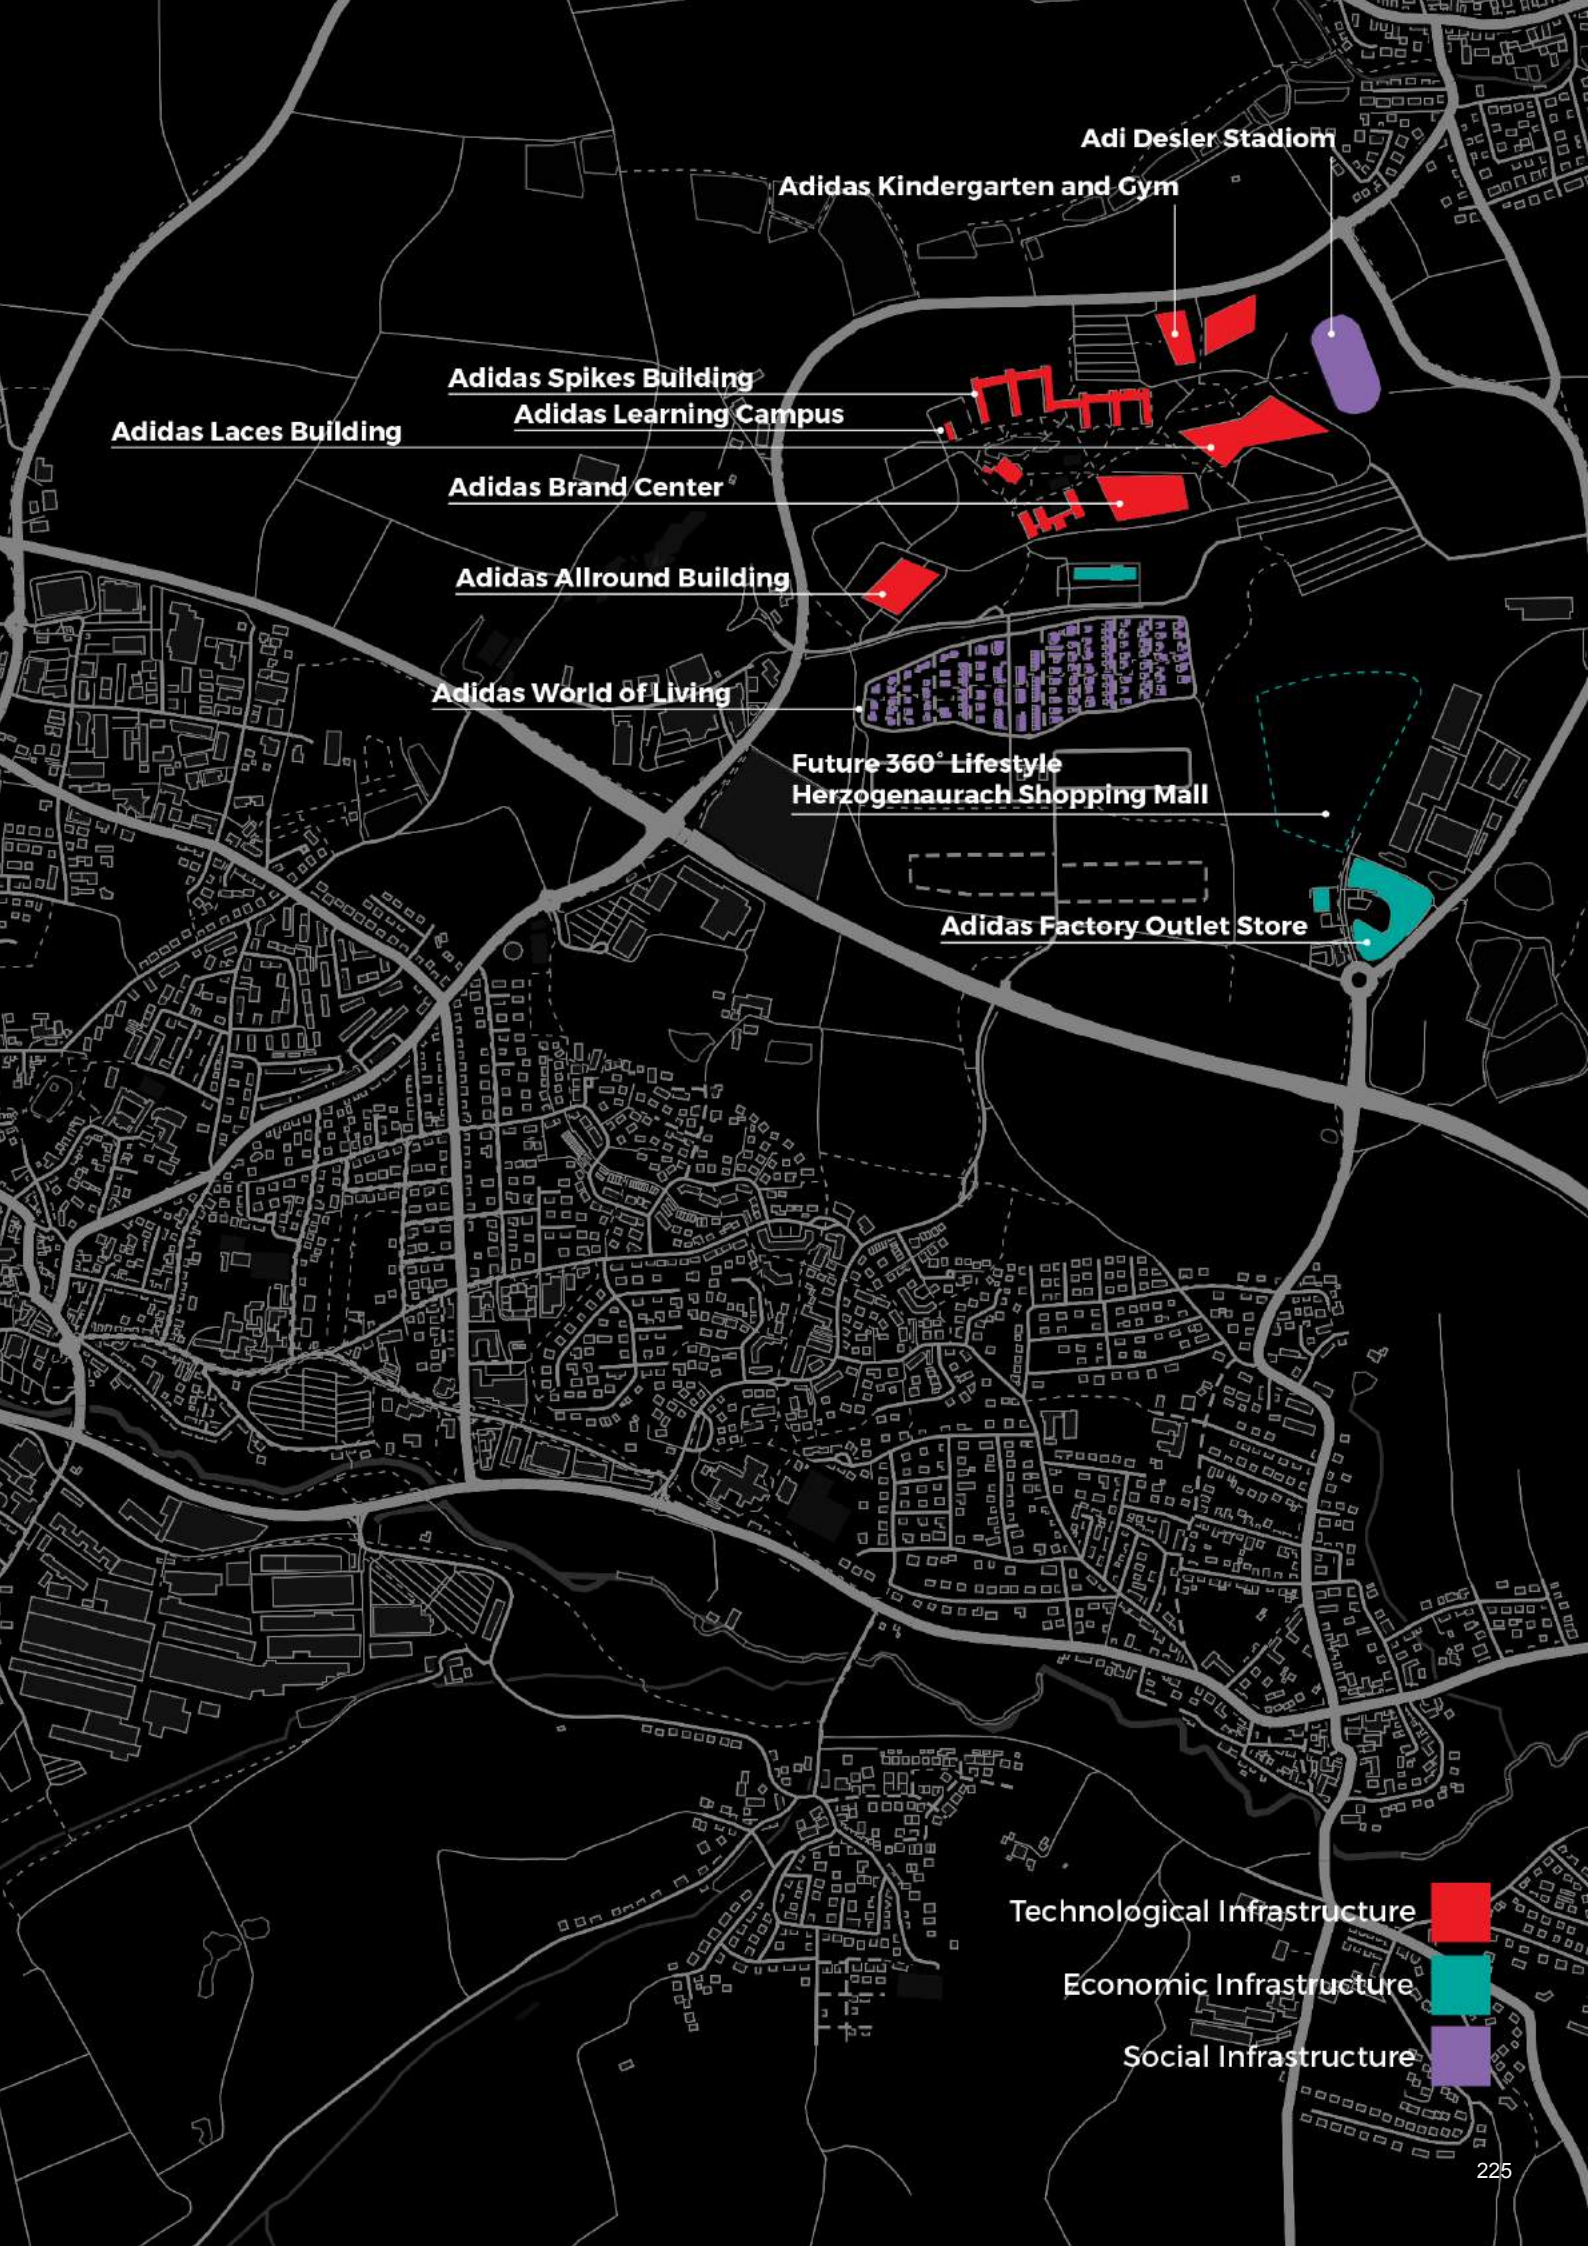 Adi Desler Stadiom
Adidas Kindergarten and Gym
Adidas Spikes Building
Adidas Learning Campus
Adidas Laces Building
Adidas Brand Center
Adidas Allround Building
Adidas World of Living
Future 360° Lifestyle
Herzogenaurach Shopping Mall
Adidas Factory Outlet Store
Technological Infrastructure
Economic Infrastructure
Social Infrastructure
225